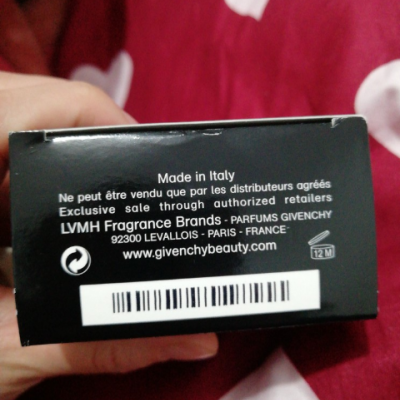 Made in Italy
Ne peut être vendu que par les distributeurs agréés
Exclusive sale through authorized retailers
LVMH Fragrance Brands - PARFUMS GIVENCHY
92300 LEVALLOIS - PARIS - FRANCE
www.givenchybeauty.com
12 M